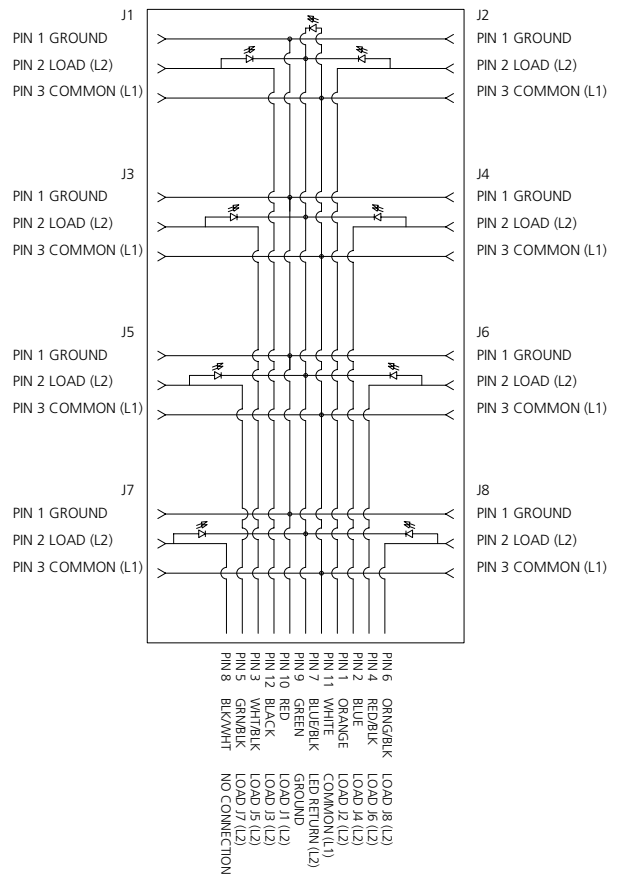 J1
J2
PIN 1 GROUND
PIN 1 GROUND
PIN 2 LOAD (L2)
PIN 2 LOAD (L2)
PIN 3 COMMON (L1)
PIN 3 COMMON (L1)
J3
J4
PIN 1 GROUND
PIN 1 GROUND
PIN 2 LOAD (L2)
PIN 2 LOAD (L2)
PIN 3 COMMON (L1)
PIN 3 COMMON (L1)
J5
J6
PIN 1 GROUND
PIN 1 GROUND
PIN 2 LOAD (L2)
PIN 2 LOAD (L2)
PIN 3 COMMON (L1)
PIN 3 COMMON (L1)
J7
J8
PIN 1 GROUND
PIN 1 GROUND
PIN 2 LOAD (L2)
PIN 2 LOAD (L2)
PIN 3 COMMON (L1)
PIN 3 COMMON (L1)
PIN 6 ORNG/BLK LOAD J8 (L2)
PIN 4 RED/BLK LOAD J6 (L2)
PIN 2 BLUE LOAD J4 (L2)
PIN 1 ORANGE LOAD J2 (L2)
PIN 11 WHITE COMMON (L1)
PIN 7 BLUE/BLK LED RETURN (L2)
PIN 9 GREEN GROUND
PIN 10 RED LOAD J1 (L2)
PIN 12 BLACK LOAD J3 (L2)
PIN 3 WHT/BLK LOAD J5 (L2)
PIN 5 GRN/BLK LOAD J7 (L2)
PIN 8 BLK/WHT NO CONNECTION